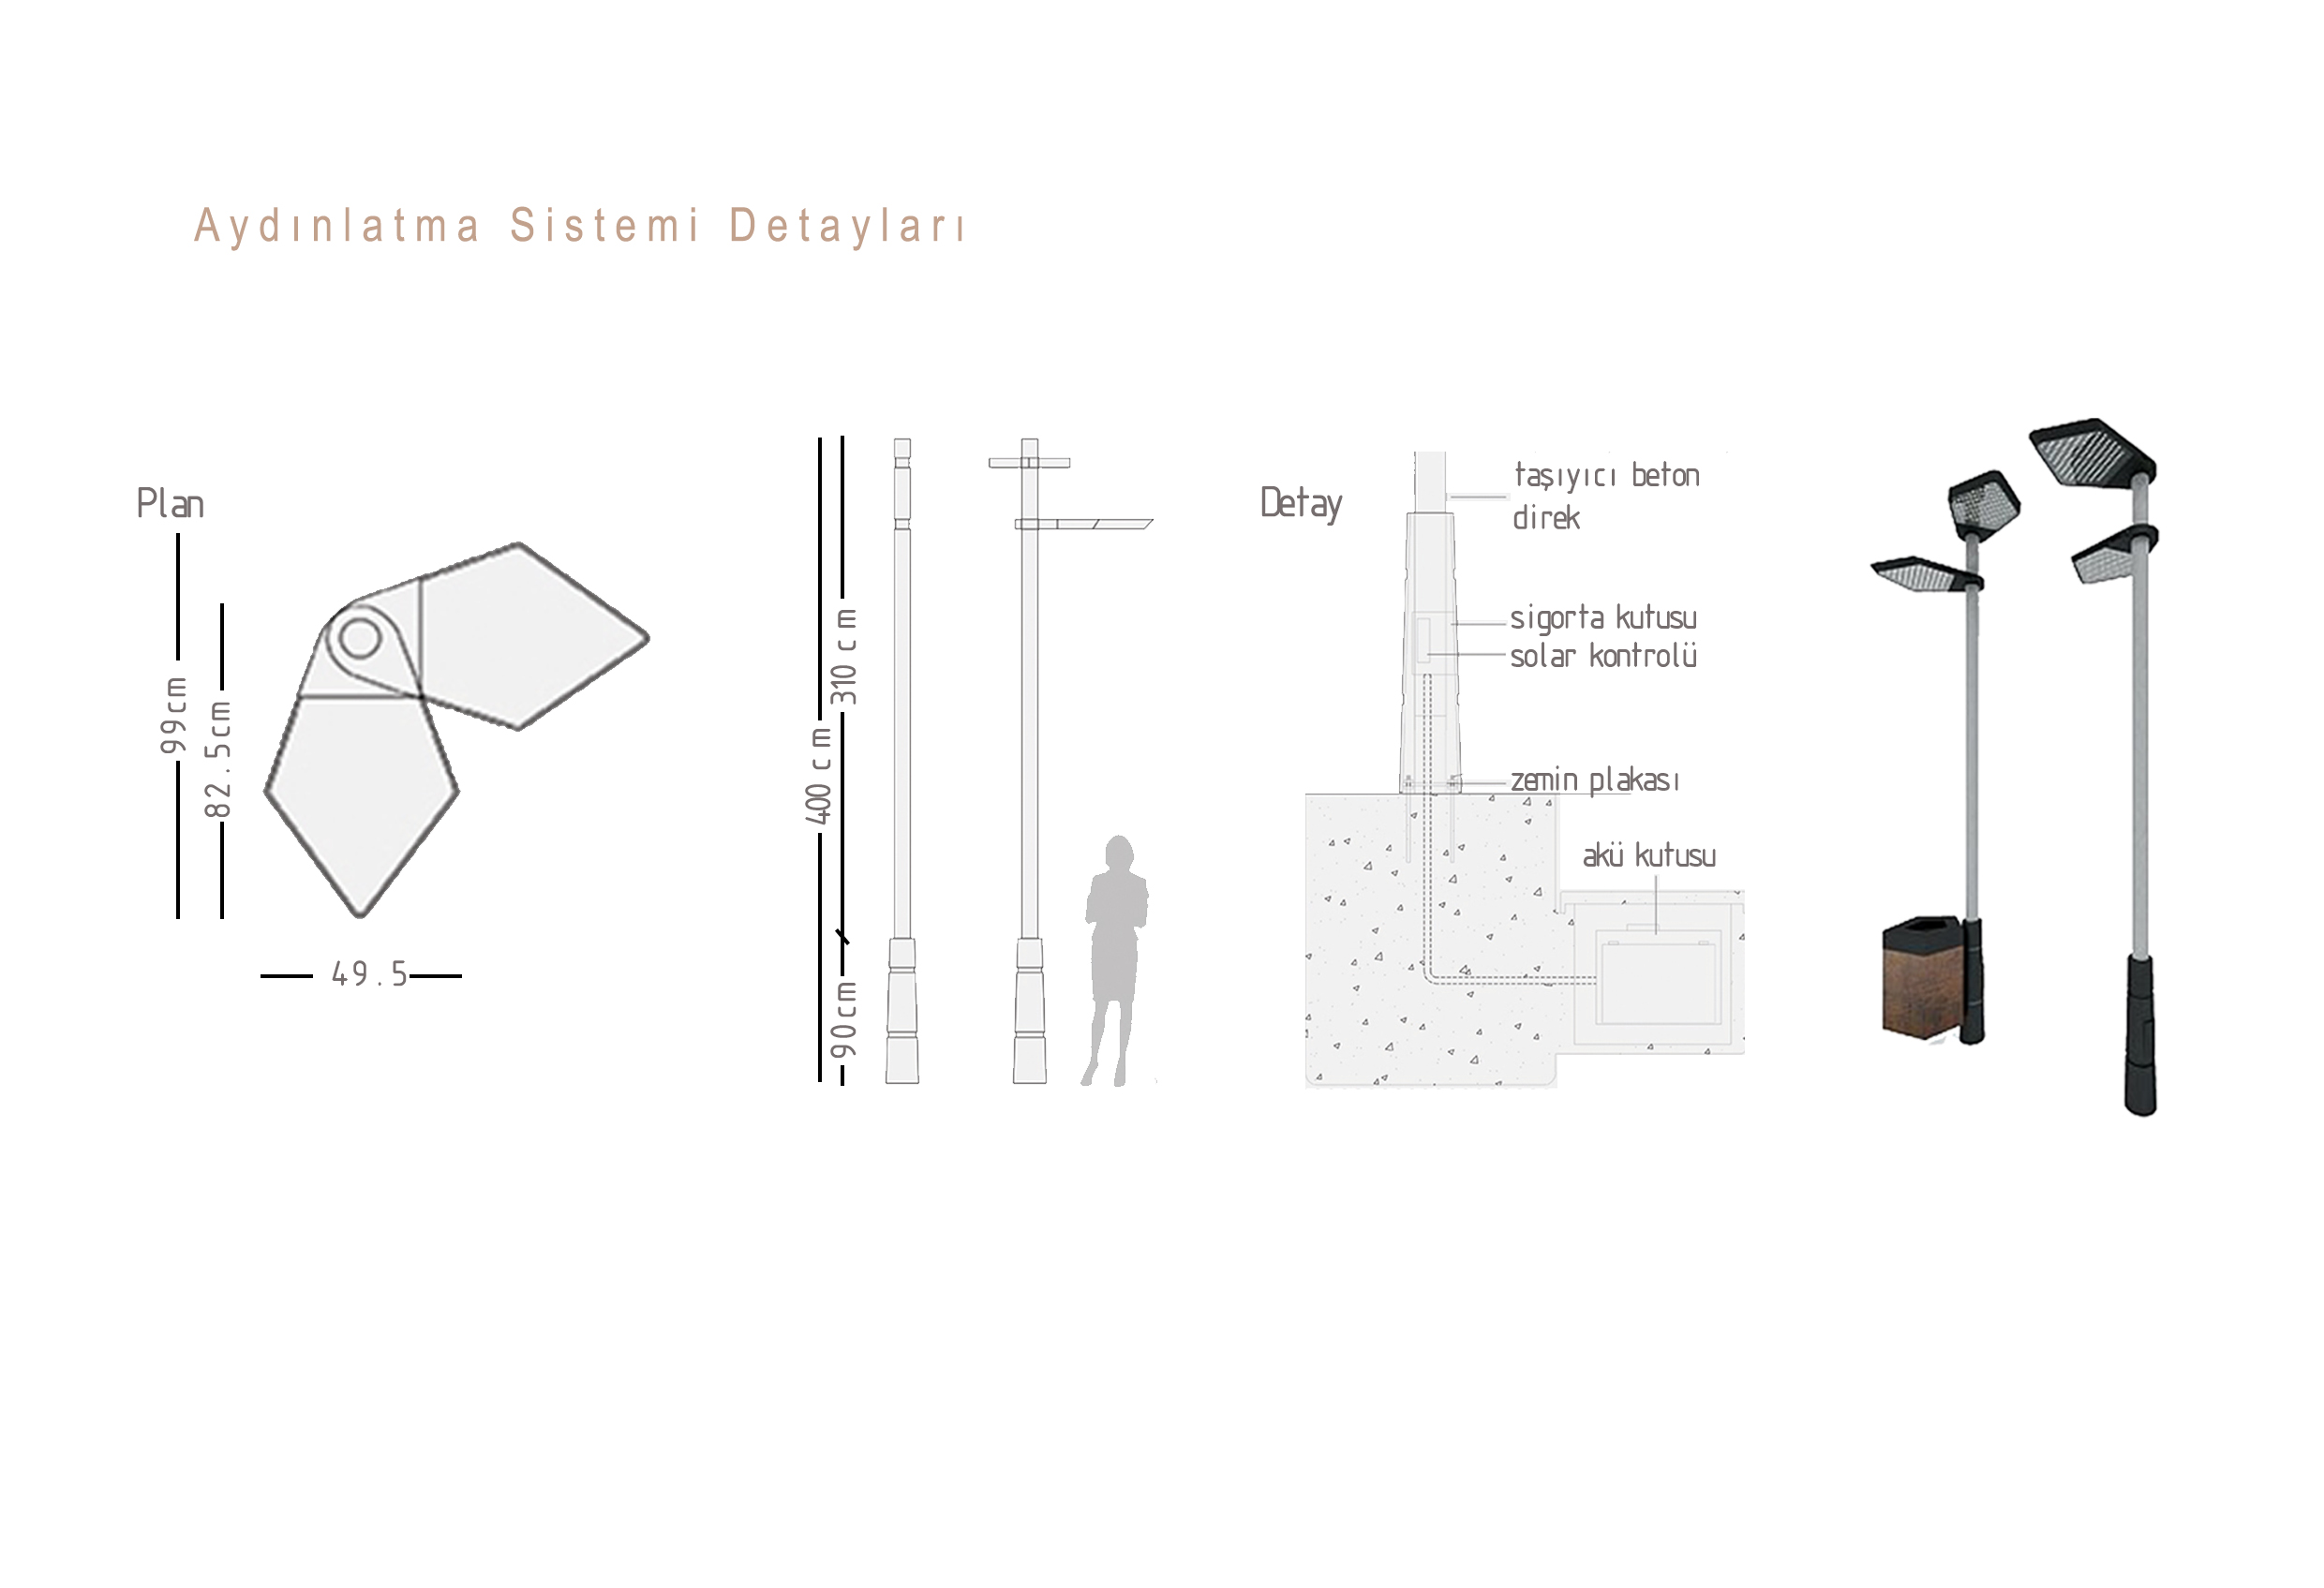 Aydınlatma Sistemi Detayları
Plan
99cm
82.5cm
49.5
400 cm
310 cm
90cm
Detay
taşıyıcı beton
direk
sigorta kutusu
solar kontrolü
zemin plakası
akü kutusu